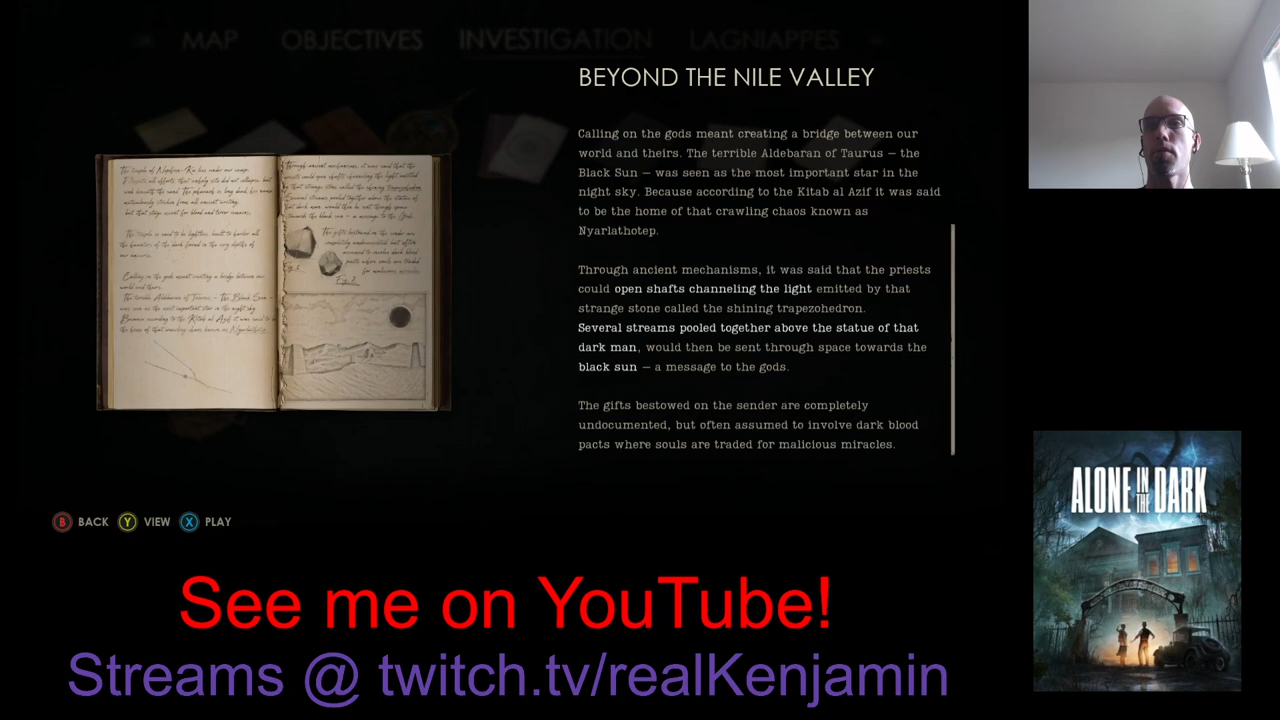 MAP OBJECTIVES INVESTIGATION LAGNIAPPES
BEYOND THE NILE VALLEY
Calling on the gods meant creating a bridge between our
world and theirs. The terrible Aldebaran of Taurus — the
Black Sun — was seen as the most important star in the
night sky. Because according to the Kitab al Azif it was said
to be the home of that crawling chaos known as
Nyarlathotep.
Through ancient mechanisms, it was said that the priests
could open shafts channeling the light emitted by that
strange stone called the shining trapezohedron.
Several streams pooled together above the statue of that
dark man, would then be sent through space towards the
black sun — a message to the gods.
The gifts bestowed on the sender are completely
undocumented, but often assumed to involve dark blood
pacts where souls are traded for malicious miracles.
B BACK Y VIEW X PLAY
See me on YouTube!
Streams @ twitch.tv/realKenjamin
ALONE IN THE DARK